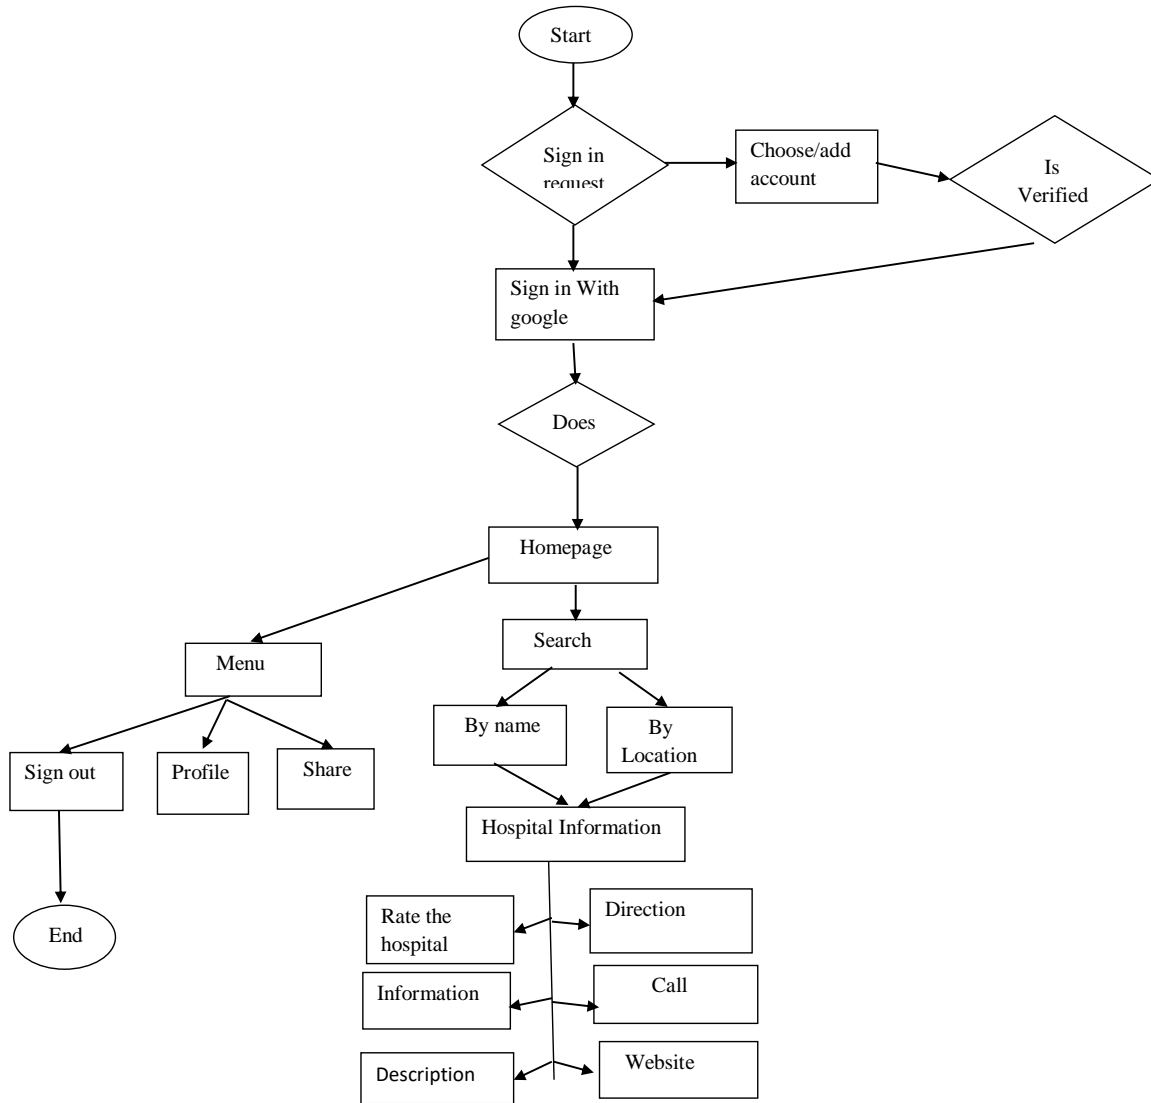 Start
Sign in
request
Choose/add
account
Is
Verified
Sign in With
google
Does
Homepage
Search
Menu
By name
By
Location
Sign out
Profile
Share
Hospital Information
Rate the
hospital
Direction
End
Information
Call
Description
Website